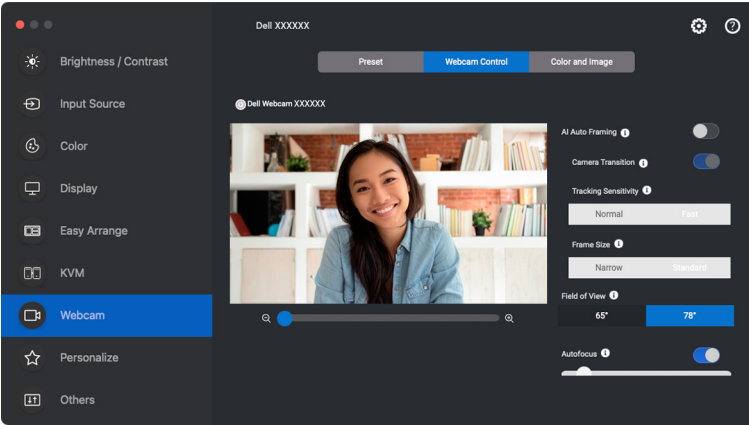 Dell XXXXXX
Brightness / Contrast
Input Source
Color
Display
Easy Arrange
KVM
Webcam
Personalize
Others
Preset
Webcam Control
Color and Image
Dell Webcam XXXXXX
AI Auto Framing
Camera Transition
Tracking Sensitivity
Normal Fast
Frame Size
Narrow Standard
Field of View
65° 78°
Autofocus